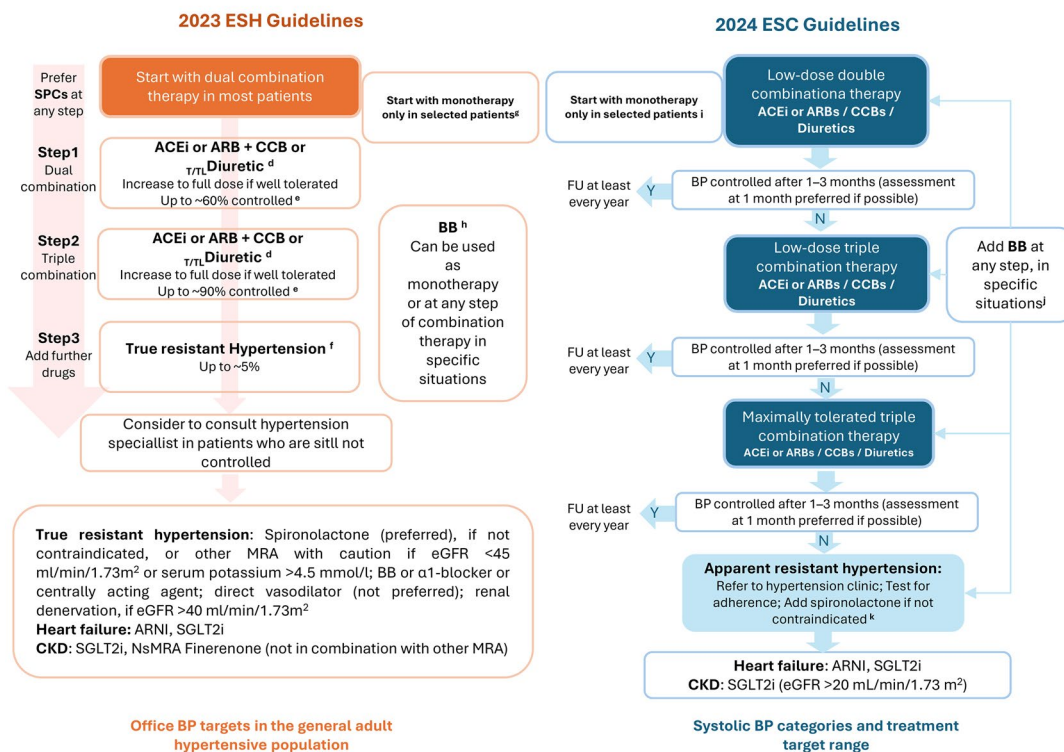 2023 ESH Guidelines
Prefer
SPCs at
any step
Start with dual combination
therapy in most patients
Start with monotherapy
only in selected patientsᵍ
Step1
Dual
combination
ACEi or ARB + CCB or
T/TLDiuretic ᵈ
Increase to full dose if well tolerated
Up to ~60% controlled ᵉ
Step2
Triple
combination
ACEi or ARB + CCB or
T/TLDiuretic ᵈ
Increase to full dose if well tolerated
Up to ~90% controlled ᵉ
BB ʰ
Can be used
as
monotherapy
or at any step
of combination
therapy in
specific
situations
Step3
Add further
drugs
True resistant Hypertension ᶠ
Up to ~5%
Consider to consult hypertension
speciallist in patients who are sitll not
controlled
True resistant hypertension: Spironolactone (preferred), if not
contraindicated, or other MRA with caution if eGFR <45
ml/min/1.73m² or serum potassium >4.5 mmol/l; BB or α1-blocker or
centrally acting agent; direct vasodilator (not preferred); renal
denervation, if eGFR >40 ml/min/1.73m²
Heart failure: ARNI, SGLT2i
CKD: SGLT2i, NsMRA Finerenone (not in combination with other MRA)
Office BP targets in the general adult
hypertensive population
2024 ESC Guidelines
Start with monotherapy
only in selected patients i
Low-dose double
combinationa therapy
ACEi or ARBs / CCBs /
Diuretics
FU at least
every year
Y
BP controlled after 1–3 months (assessment
at 1 month preferred if possible)
N
Low-dose triple
combination therapy
ACEi or ARBs / CCBs /
Diuretics
Add BB at
any step, in
specific
situationsʲ
FU at least
every year
Y
BP controlled after 1–3 months (assessment
at 1 month preferred if possible)
N
Maximally tolerated triple
combination therapy
ACEi or ARBs / CCBs / Diuretics
FU at least
every year
Y
BP controlled after 1–3 months (assessment
at 1 month preferred if possible)
N
Apparent resistant hypertension:
Refer to hypertension clinic; Test for
adherence; Add spironolactone if not
contraindicated ᵏ
Heart failure: ARNI, SGLT2i
CKD: SGLT2i (eGFR >20 mL/min/1.73 m²)
Systolic BP categories and treatment
target range